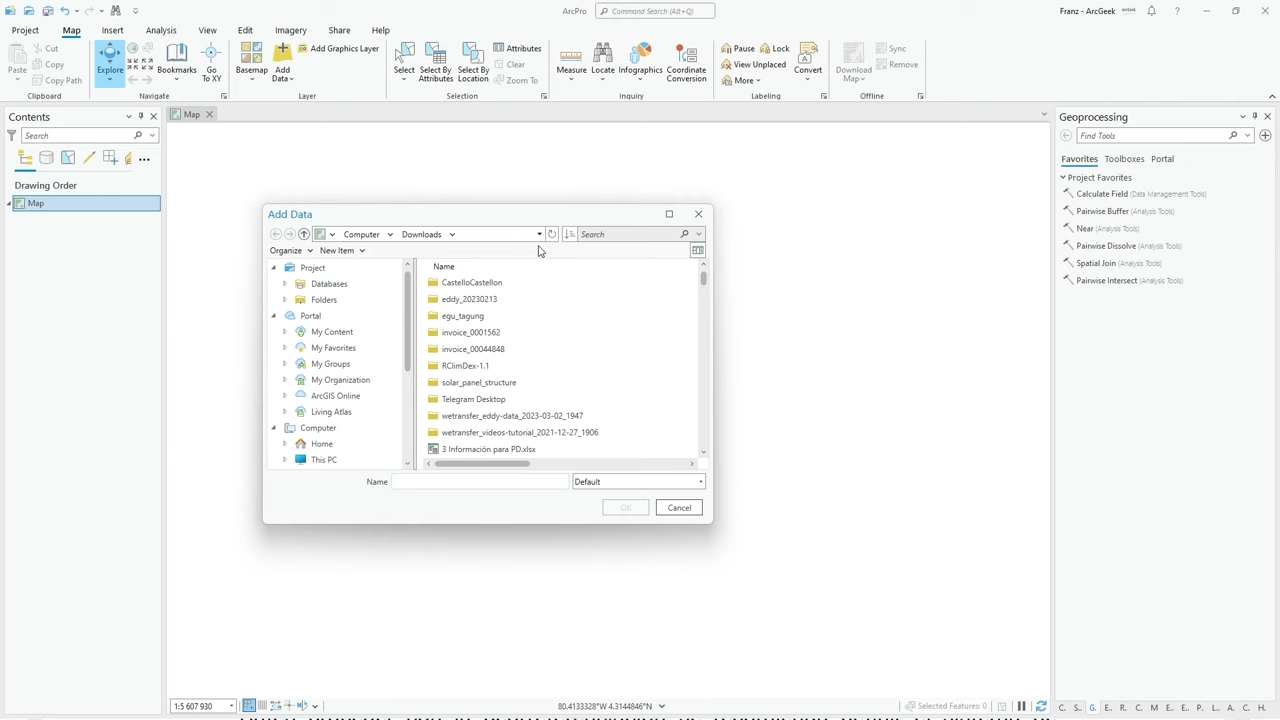 ArcPro
Command Search (Alt+Q)
Franz - ArcGeek
ArcGeek
Project Map Insert Analysis View Edit Imagery Share Help
Paste
Cut
Copy
Copy Path
Clipboard
Explore
Bookmarks
Go To XY
Navigate
Basemap
Add Data
Add Graphics Layer
Layer
Select
Select By Attributes
Select By Location
Attributes
Clear
Zoom To
Selection
Measure
Locate
Infographics
Coordinate Conversion
Inquiry
Pause
Lock
View Unplaced
More
Convert
Labeling
Download Map
Sync
Remove
Offline
Contents
Search
Drawing Order
Map
Map
Add Data
Computer
Downloads
Search
Organize
New Item
Project
Databases
Folders
Portal
My Content
My Favorites
My Groups
My Organization
ArcGIS Online
Living Atlas
Computer
Home
This PC
Name
CastelloCastellon
eddy_20230213
egu_tagung
invoice_0001562
invoice_00044848
RClimDex-1.1
solar_panel_structure
Telegram Desktop
wetransfer_eddy-data_2023-03-02_1947
wetransfer_videos-tutorial_2021-12-27_1906
3 Información para PD.xlsx
Name
Default
OK
Cancel
Geoprocessing
Find Tools
Favorites Toolboxes Portal
Project Favorites
Calculate Field (Data Management Tools)
Pairwise Buffer (Analysis Tools)
Near (Analysis Tools)
Pairwise Dissolve (Analysis Tools)
Spatial Join (Analysis Tools)
Pairwise Intersect (Analysis Tools)
1:5 607 930
80.4133328°W 4.3144846°N
Selected Features: 0
C... S... G. E... R... C... M... E... P... L... A... C... H...